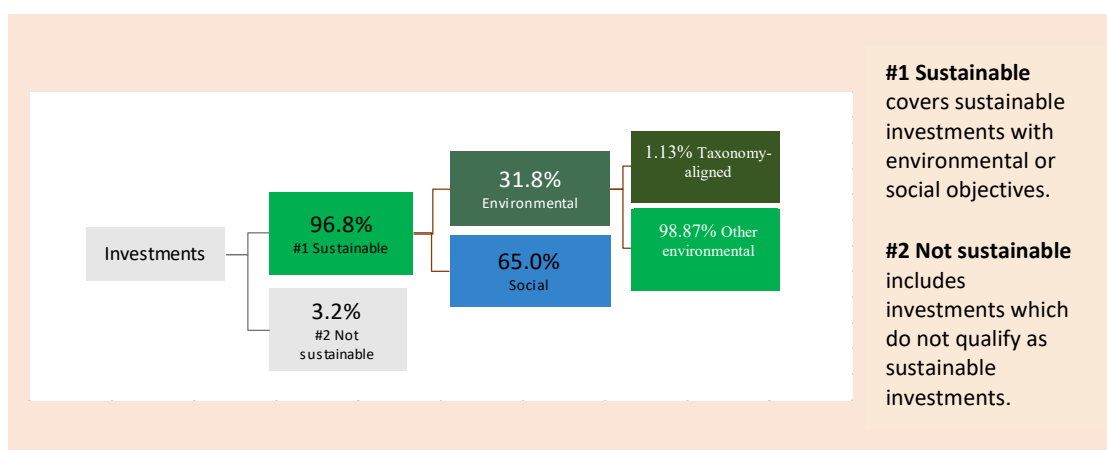 Investments
96.8%
#1 Sustainable
3.2%
#2 Not
sustainable
31.8%
Environmental
65.0%
Social
1.13% Taxonomy-
aligned
98.87% Other
environmental
#1 Sustainable
covers sustainable
investments with
environmental or
social objectives.
#2 Not sustainable
includes
investments which
do not qualify as
sustainable
investments.